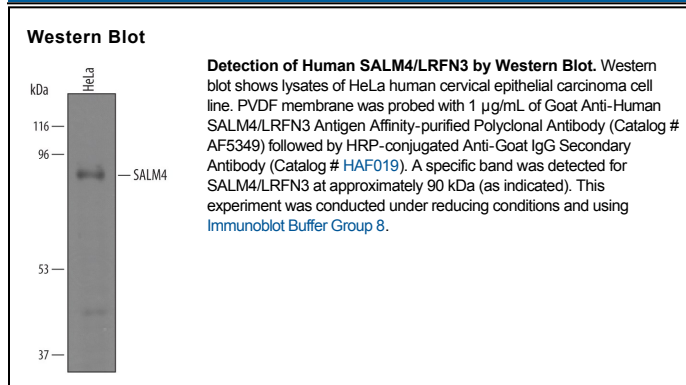 Western Blot
kDa
HeLa
116
96
SALM4
53
37
Detection of Human SALM4/LRFN3 by Western Blot. Western
blot shows lysates of HeLa human cervical epithelial carcinoma cell
line. PVDF membrane was probed with 1 µg/mL of Goat Anti-Human
SALM4/LRFN3 Antigen Affinity-purified Polyclonal Antibody (Catalog #
AF5349) followed by HRP-conjugated Anti-Goat IgG Secondary
Antibody (Catalog # HAF019). A specific band was detected for
SALM4/LRFN3 at approximately 90 kDa (as indicated). This
experiment was conducted under reducing conditions and using
Immunoblot Buffer Group 8.